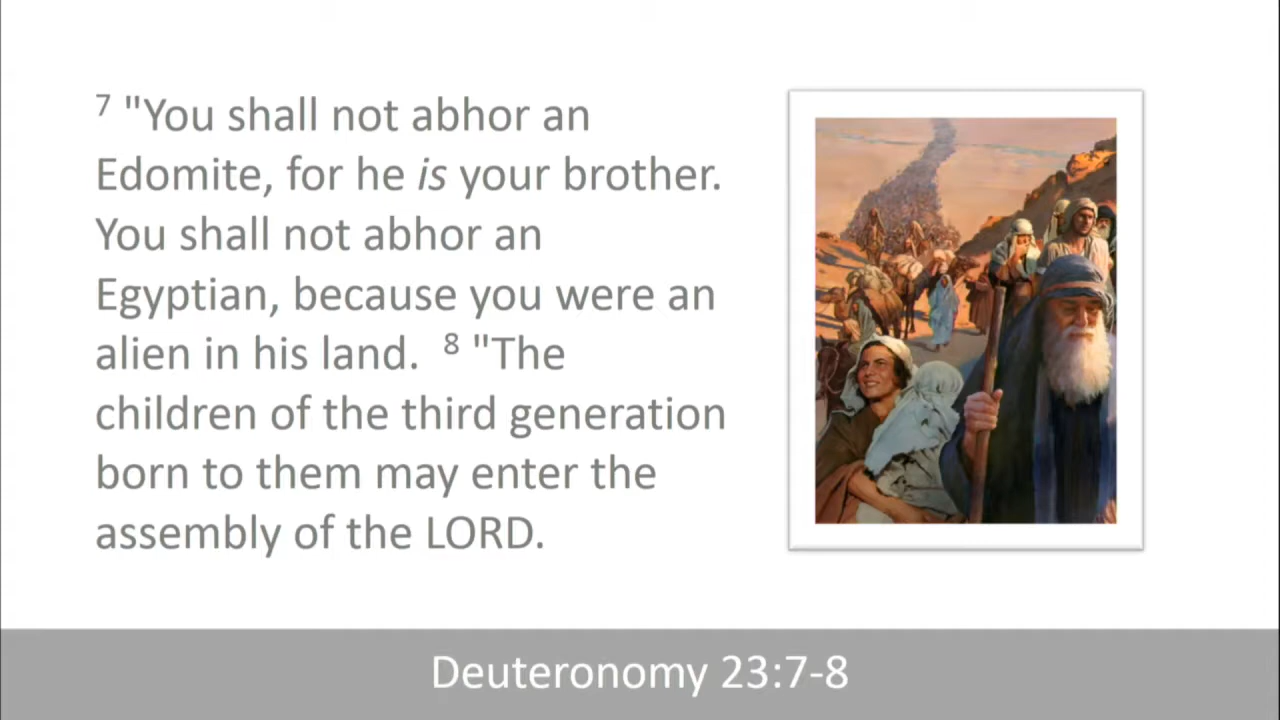 7 "You shall not abhor an
Edomite, for he is your brother.
You shall not abhor an
Egyptian, because you were an
alien in his land.  8 "The
children of the third generation
born to them may enter the
assembly of the LORD.
Deuteronomy 23:7-8